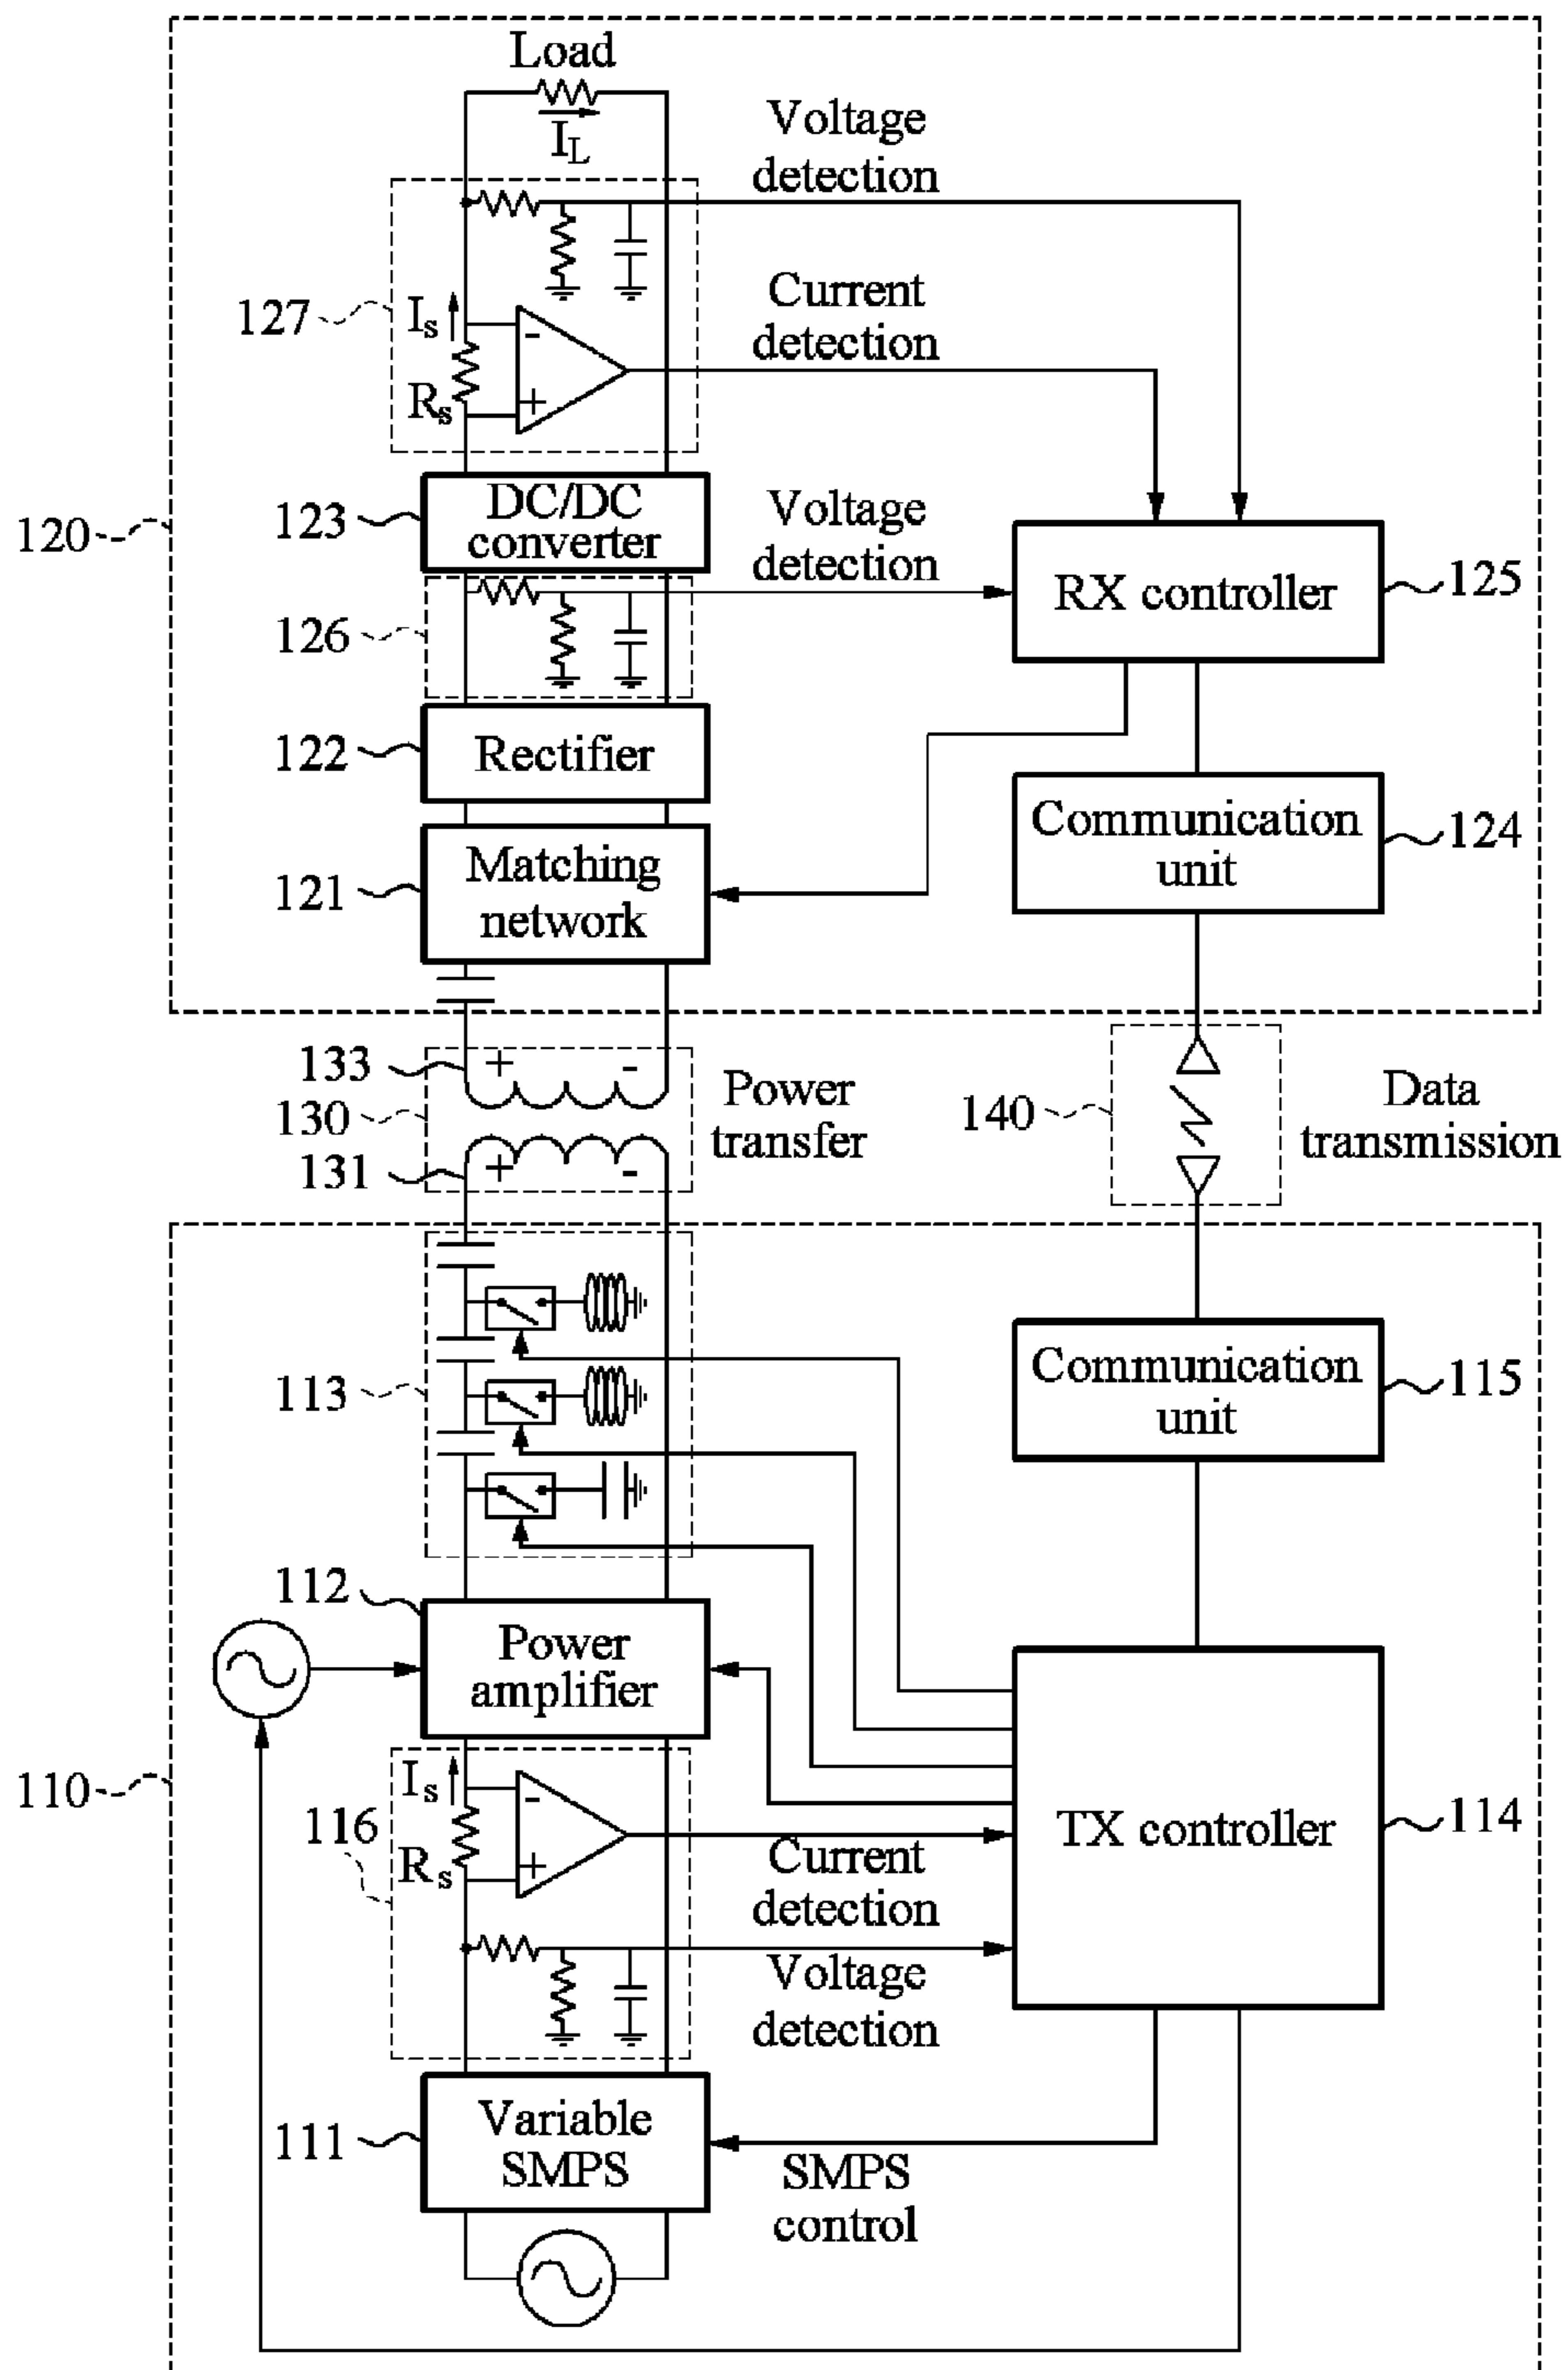 Load
I_L
Voltage
detection
127
I_s
R_s
-
+
Current
detection
120
123
DC/DC
converter
Voltage
detection
RX controller
125
126
122
Rectifier
121
Matching
network
Communication
unit
124
133
+
-
130
Power
transfer
131
+
-
140
Data
transmission
113
Communication
unit
115
112
Power
amplifier
110
116
I_s
R_s
-
+
Current
detection
Voltage
detection
TX controller
114
111
Variable
SMPS
SMPS
control